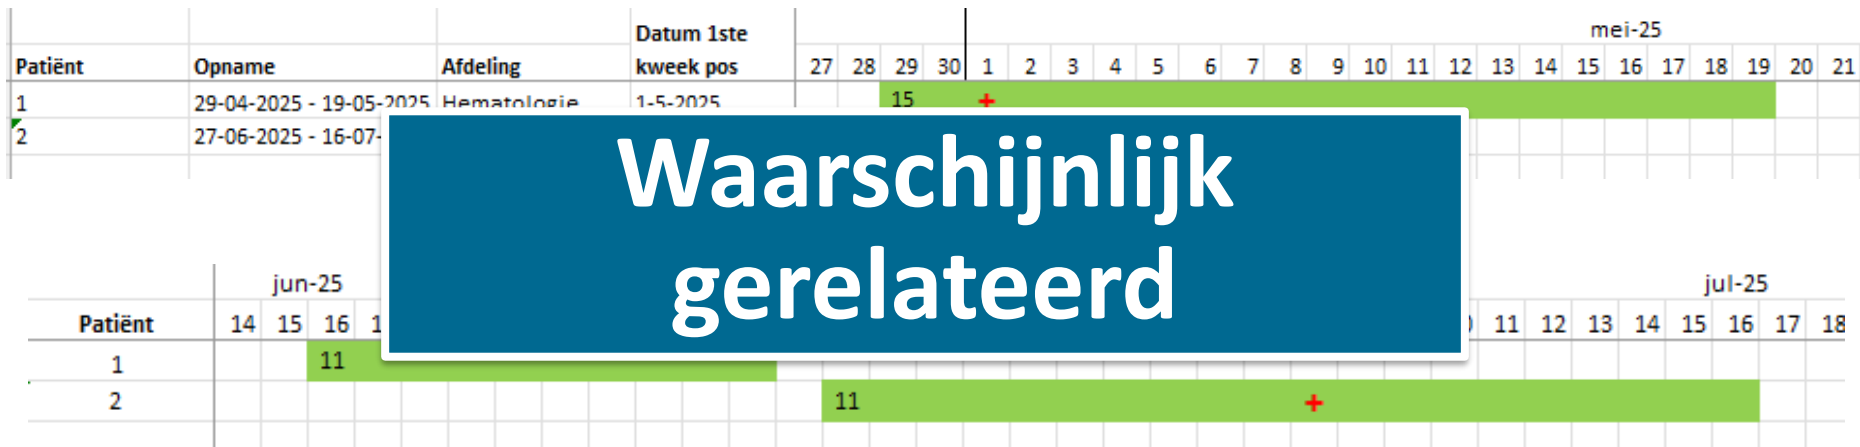 mei-25
Datum 1ste
Patiënt Opname Afdeling kweek pos 27 28 29 30 1 2 3 4 5 6 7 8 9 10 11 12 13 14 15 16 17 18 19 20 21
1 29-04-2025 - 19-05-2025 Hematologie 1-5-2025 15 +
2 27-06-2025 - 16-07-
Waarschijnlijk
gerelateerd
jun-25 jul-25
Patiënt 14 15 16 11 12 13 14 15 16 17 18
1 11
2 11 +